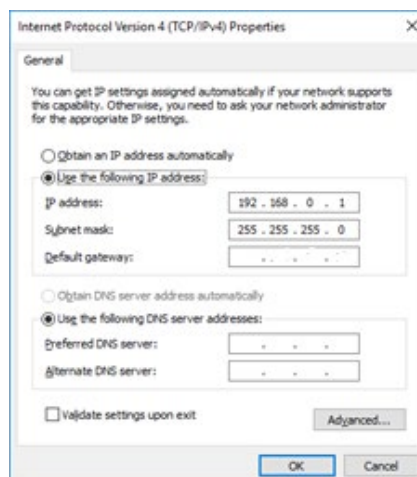 Internet Protocol Version 4 (TCP/IPv4) Properties
General
You can get IP settings assigned automatically if your network supports
this capability. Otherwise, you need to ask your network administrator
for the appropriate IP settings.
Obtain an IP address automatically
Use the following IP address:
IP address: 192 . 168 . 0 . 1
Subnet mask: 255 . 255 . 255 . 0
Default gateway: . . .
Obtain DNS server address automatically
Use the following DNS server addresses:
Preferred DNS server: . . .
Alternate DNS server: . . .
Validate settings upon exit
Advanced...
OK Cancel